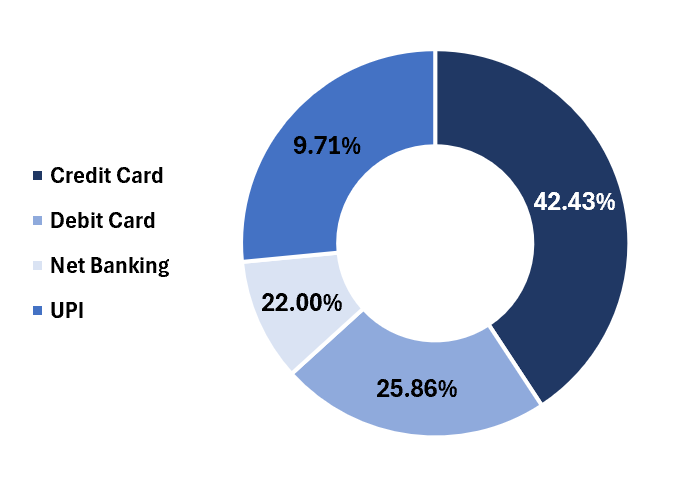 Credit Card
Debit Card
Net Banking
UPI
9.71%
42.43%
22.00%
25.86%